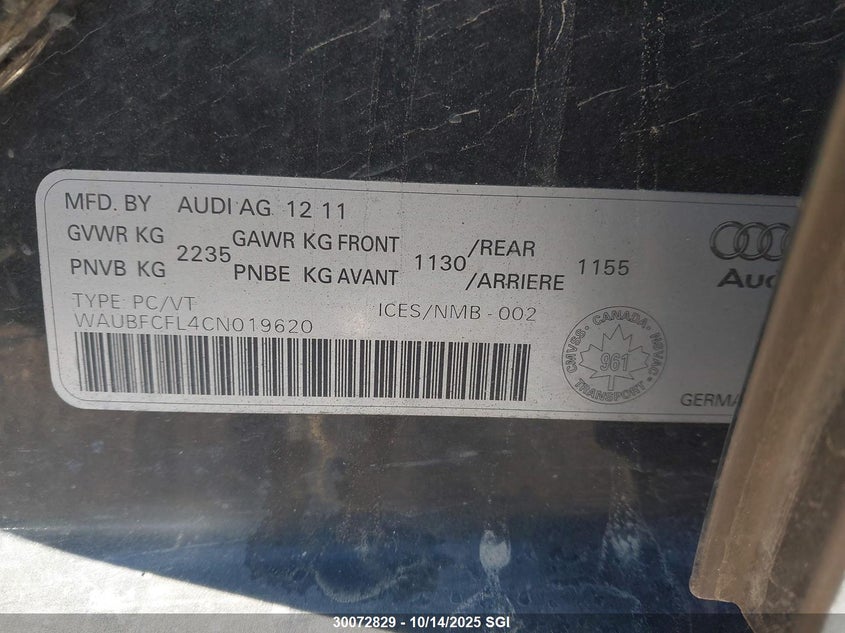 MFD. BY AUDI AG 12 11
GVWR KG 2235 GAWR KG FRONT 1130 /REAR 1155
PNVB KG PNBE KG AVANT /ARRIERE
TYPE PC/VT ICES/NMB-002
WAUBFCFL4CN019620
CMVSS · CANADA · NSVAC
961
TRANSPORT
GERMA
30072829 - 10/14/2025 SGI